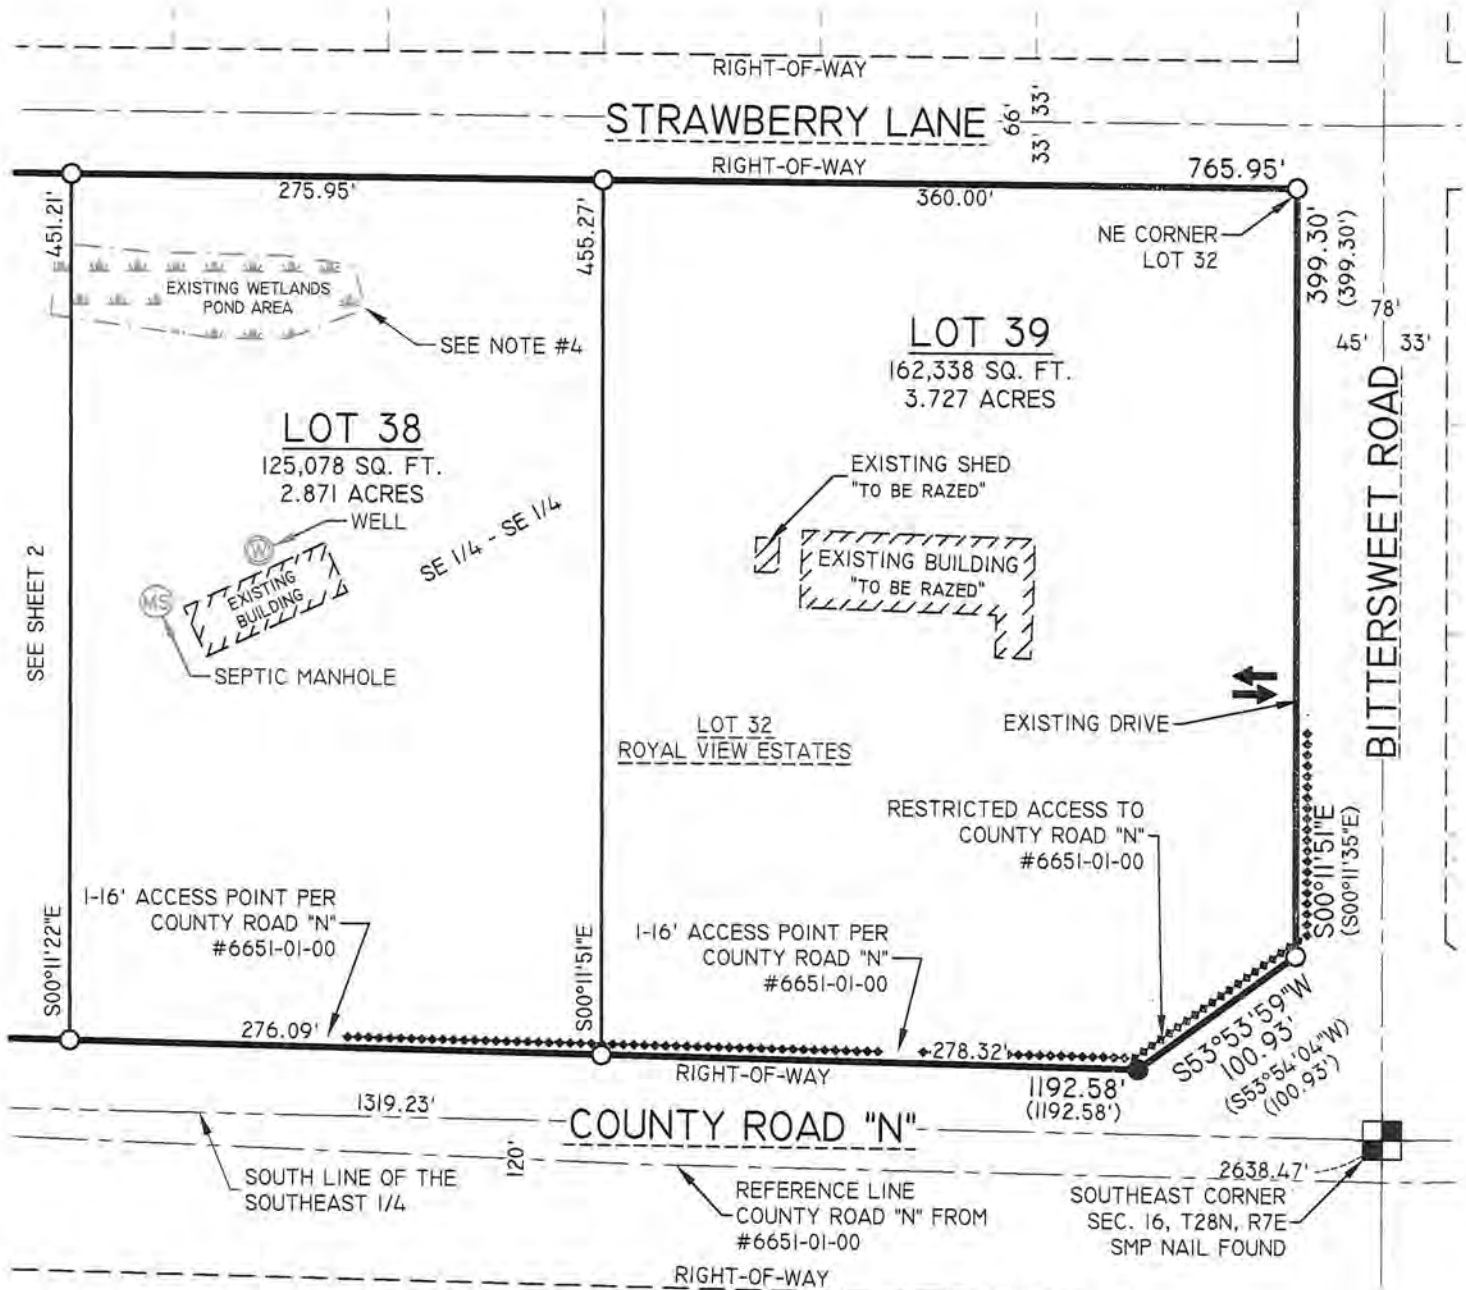 RIGHT-OF-WAY
STRAWBERRY LANE
66'
33' 33'
RIGHT-OF-WAY
765.95'
275.95'
360.00'
451.21'
455.27'
NE CORNER
LOT 32
399.30'
(399.30')
EXISTING WETLANDS
POND AREA
SEE NOTE #4
LOT 39
162,338 SQ. FT.
3.727 ACRES
78'
45' 33'
BITTERSWEET ROAD
LOT 38
125,078 SQ. FT.
2.871 ACRES
WELL
W
SE 1/4 - SE 1/4
EXISTING SHED
"TO BE RAZED"
EXISTING BUILDING
"TO BE RAZED"
SEE SHEET 2
MS
EXISTING
BUILDING
SEPTIC MANHOLE
LOT 32
ROYAL VIEW ESTATES
EXISTING DRIVE
RESTRICTED ACCESS TO
COUNTY ROAD "N"
#6651-01-00
S00°11'51"E
(S00°11'35"E)
1-16' ACCESS POINT PER
COUNTY ROAD "N"
#6651-01-00
S00°11'22"E
S00°11'51"E
1-16' ACCESS POINT PER
COUNTY ROAD "N"
#6651-01-00
276.09'
278.32'
RIGHT-OF-WAY
1192.58'
(1192.58')
S53°53'59"W
100.93'
(S53°54'04"W)
(100.93')
1319.23'
COUNTY ROAD "N"
120'
SOUTH LINE OF THE
SOUTHEAST 1/4
REFERENCE LINE
COUNTY ROAD "N" FROM
#6651-01-00
2638.47'
SOUTHEAST CORNER
SEC. 16, T28N, R7E
SMP NAIL FOUND
RIGHT-OF-WAY